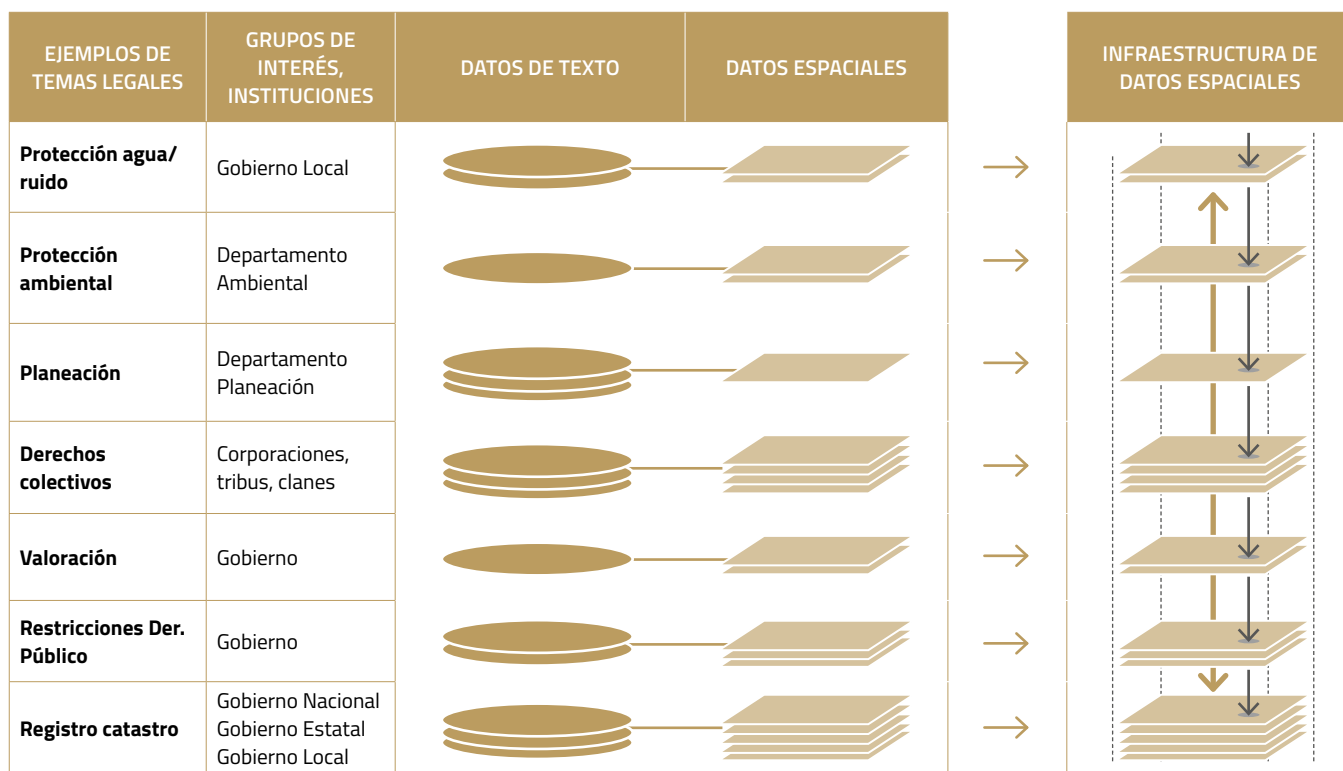 EJEMPLOS DE
TEMAS LEGALES
GRUPOS DE
INTERÉS,
INSTITUCIONES
DATOS DE TEXTO
DATOS ESPACIALES
INFRAESTRUCTURA DE
DATOS ESPACIALES
Protección agua/
ruido
Gobierno Local
Protección
ambiental
Departamento
Ambiental
Planeación
Departamento
Planeación
Derechos
colectivos
Corporaciones,
tribus, clanes
Valoración
Gobierno
Restricciones Der.
Público
Gobierno
Registro catastro
Gobierno Nacional
Gobierno Estatal
Gobierno Local